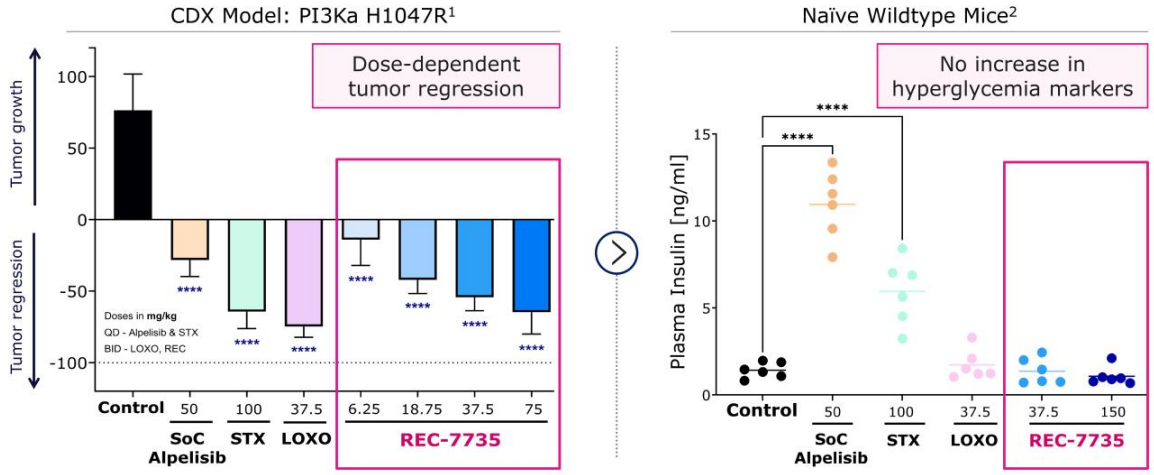 CDX Model: PI3Ka H1047R¹
Dose-dependent
tumor regression
Tumor growth
Tumor regression
100
50
0
-50
-100
****
****
****
****
****
****
****
Doses in mg/kg
QD - Alpelisib & STX
BID - LOXO, REC
Control
50
100
37.5
6.25
18.75
37.5
75
SoC
Alpelisib
STX
LOXO
REC-7735
Naïve Wildtype Mice²
No increase in
hyperglycemia markers
****
****
Plasma Insulin [ng/ml]
15
10
5
0
Control
50
100
37.5
37.5
150
SoC
Alpelisib
STX
LOXO
REC-7735